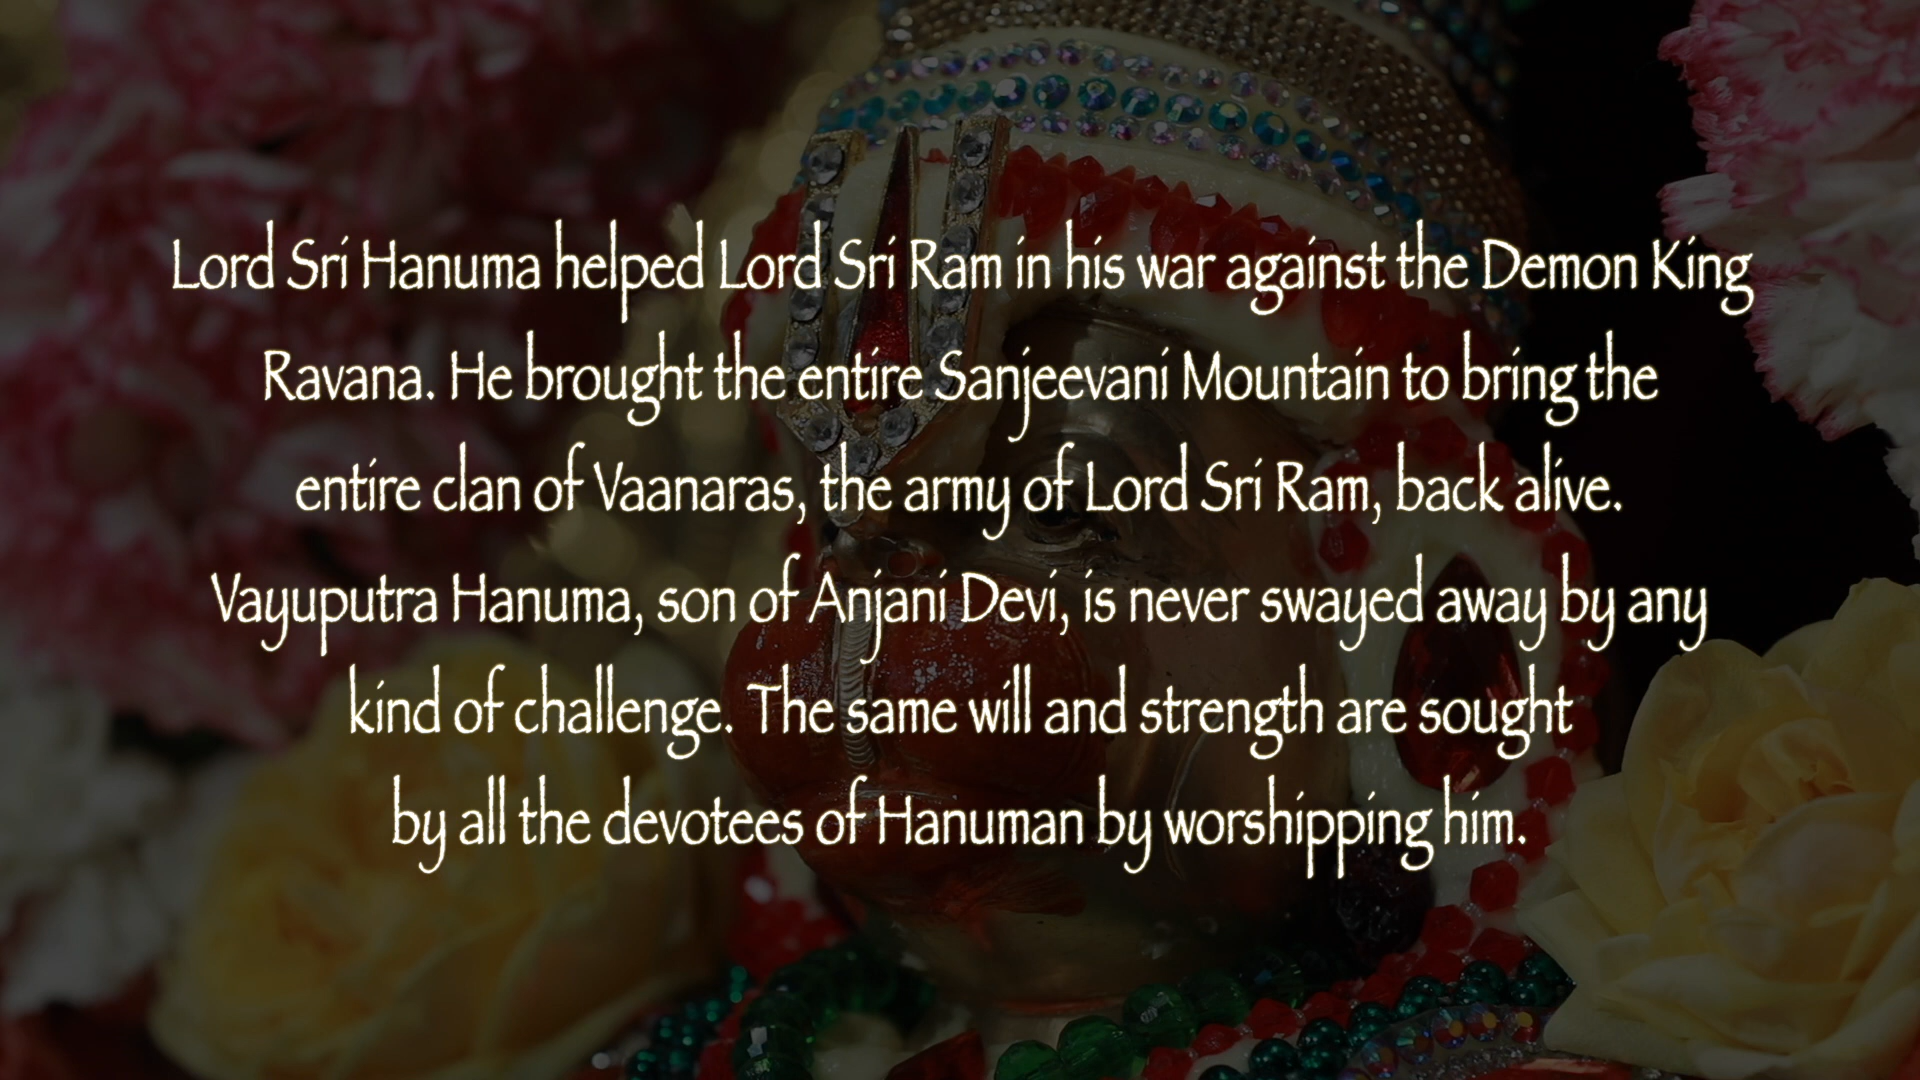 Lord Sri Hanuma helped Lord Sri Ram in his war against the Demon King
Ravana. He brought the entire Sanjeevani Mountain to bring the
entire clan of Vaanaras, the army of Lord Sri Ram, back alive.
Vayuputra Hanuma, son of Anjani Devi, is never swayed away by any
kind of challenge. The same will and strength are sought
by all the devotees of Hanuman by worshipping him.